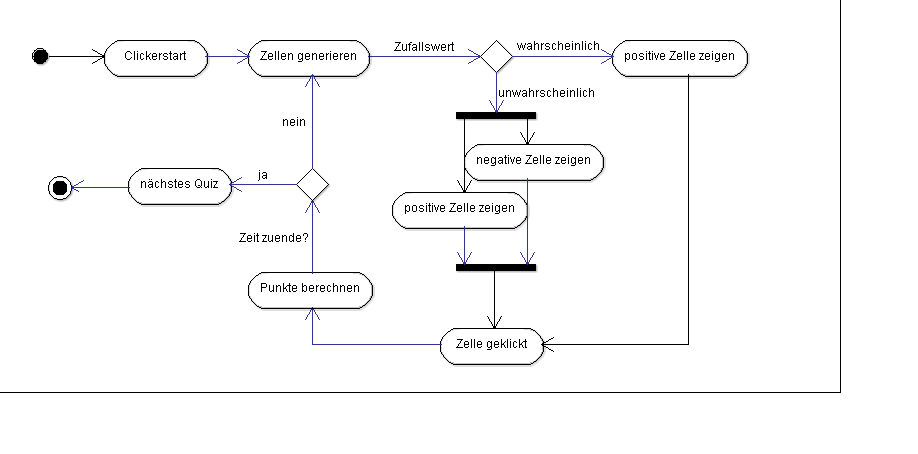 Clickerstart
Zellen generieren
Zufallswert
wahrscheinlich
positive Zelle zeigen
unwahrscheinlich
nein
negative Zelle zeigen
nächstes Quiz
ja
positive Zelle zeigen
Zeit zuende?
Punkte berechnen
Zelle geklickt